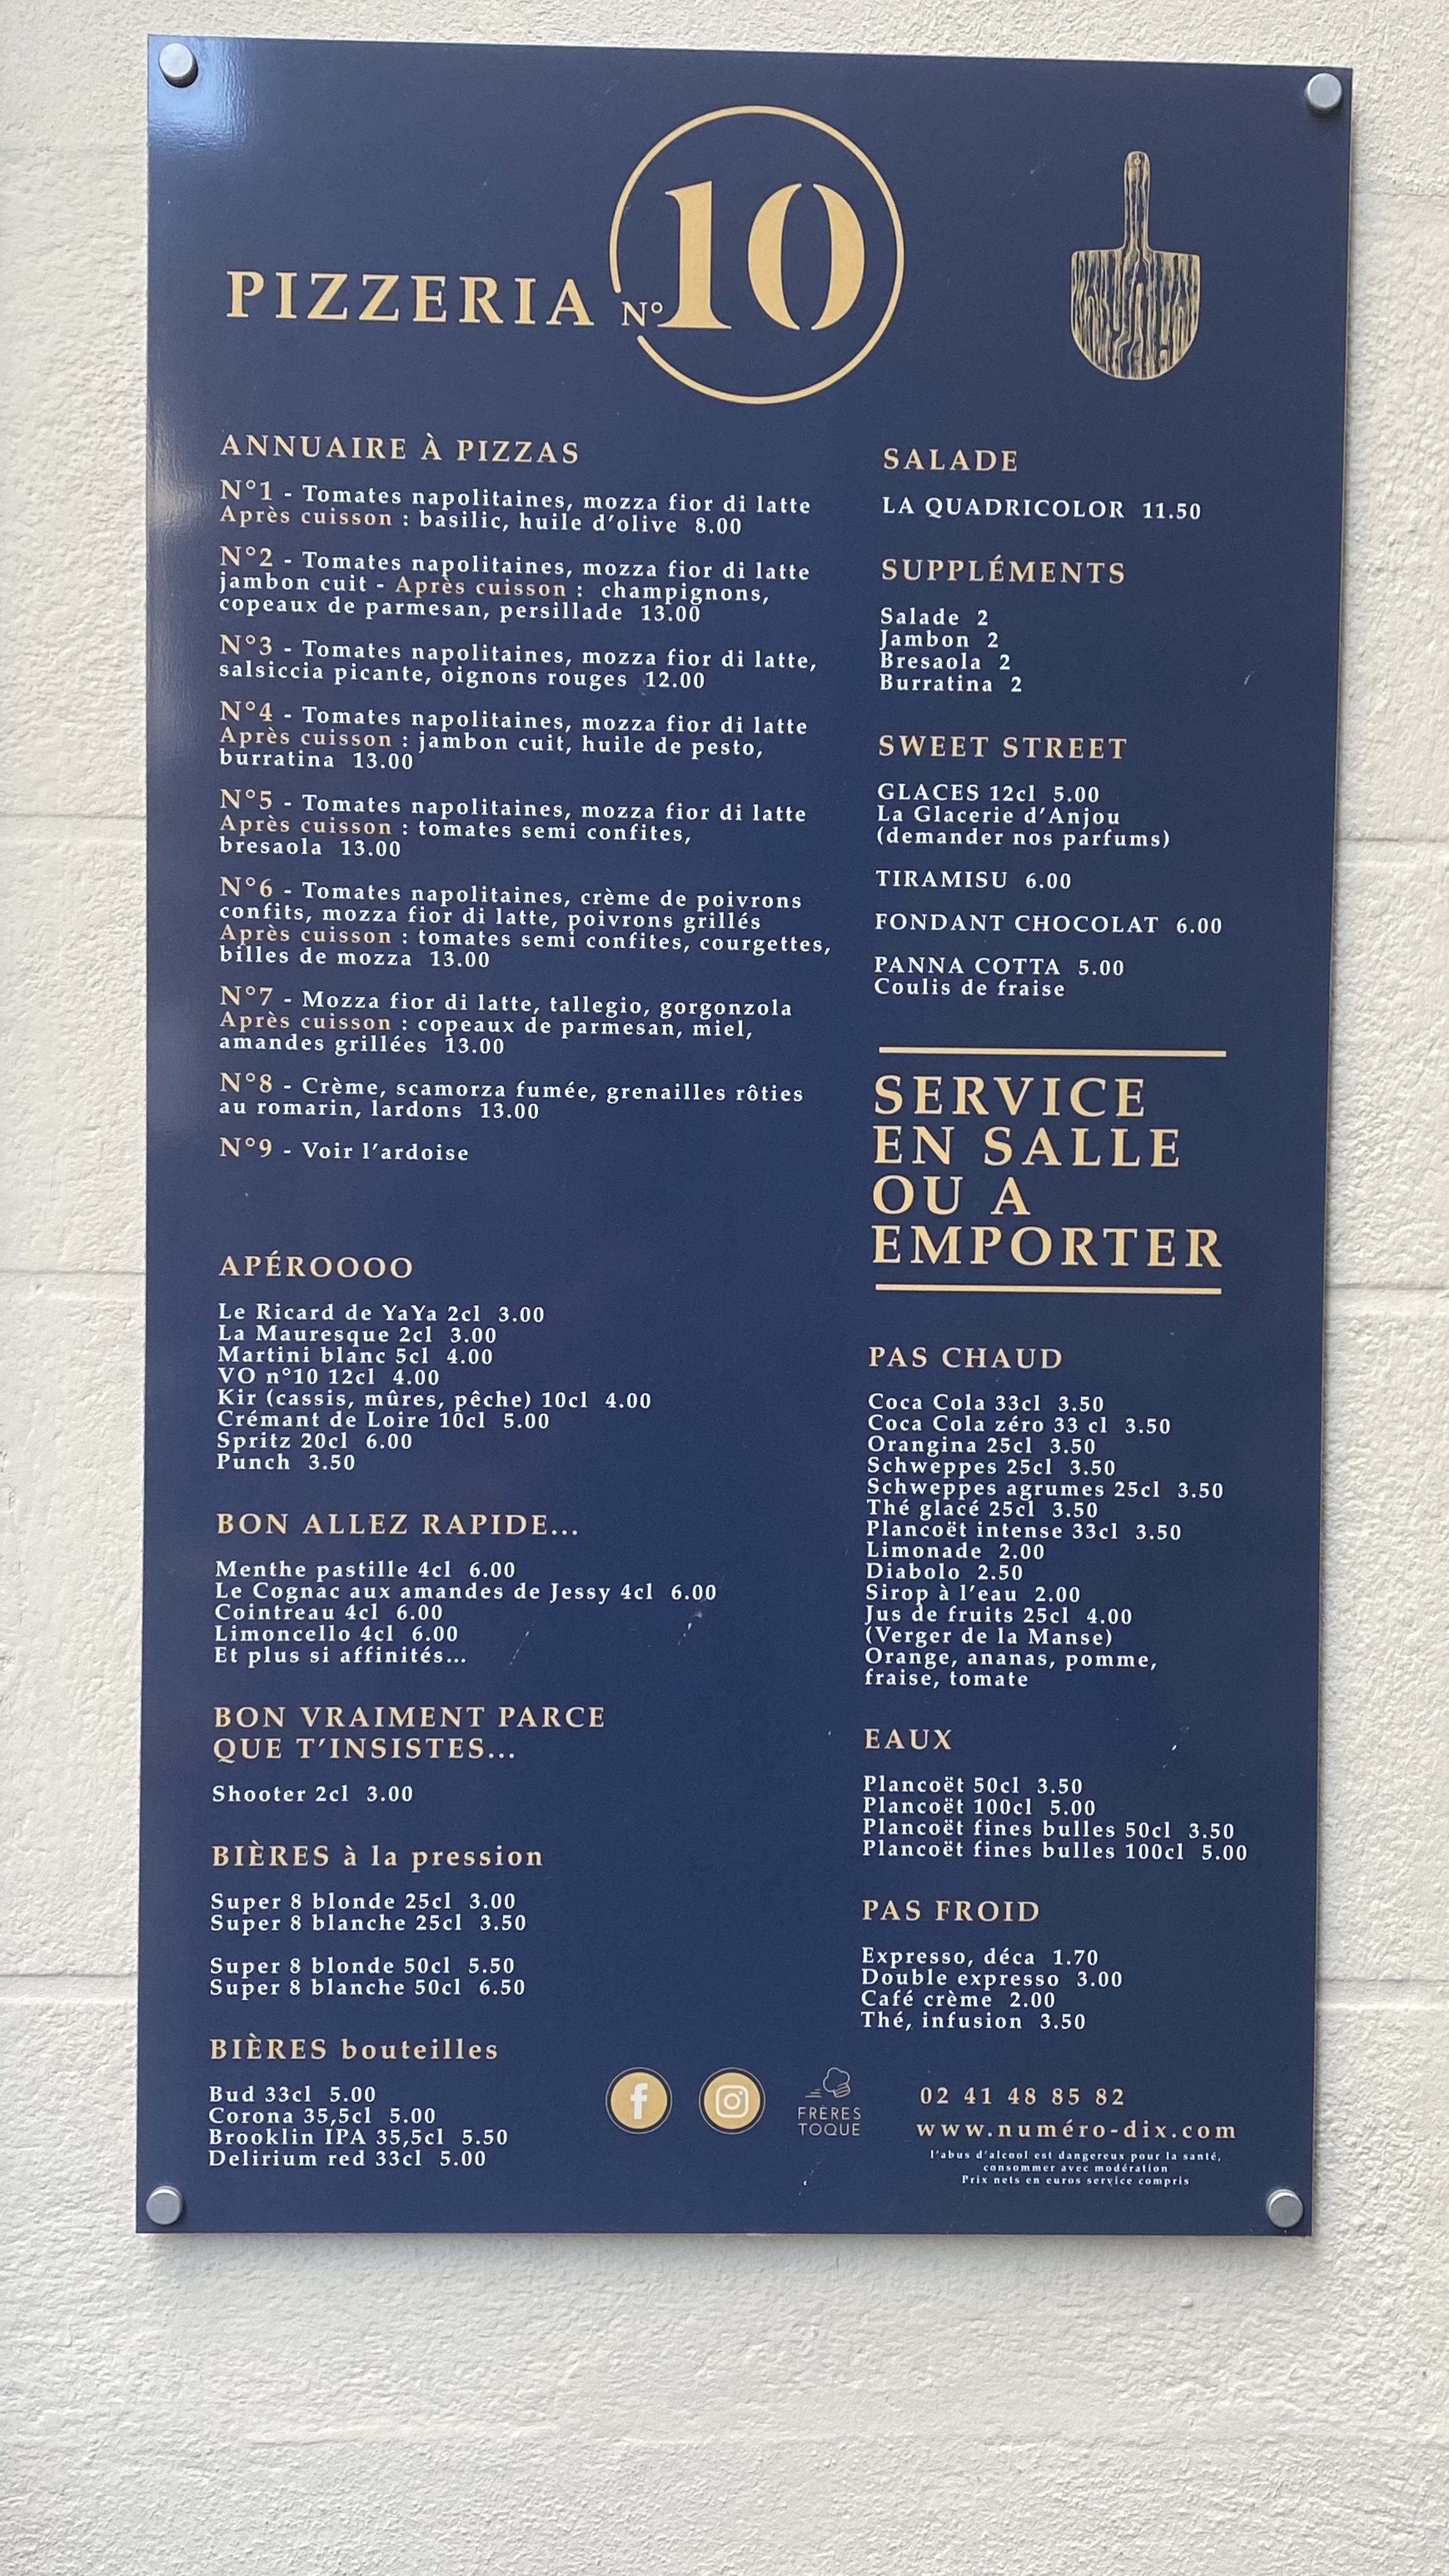 PIZZERIA N°10
ANNUAIRE À PIZZAS
N°1 - Tomates napolitaines, mozza fior di latte
Après cuisson : basilic, huile d'olive 8.00
N°2 - Tomates napolitaines, mozza fior di latte
jambon cuit - Après cuisson : champignons,
copeaux de parmesan, persillade 13.00
N°3 - Tomates napolitaines, mozza fior di latte,
salsiccia picante, oignons rouges 12.00
N°4 - Tomates napolitaines, mozza fior di latte
Après cuisson : jambon cuit, huile de pesto,
burratina 13.00
N°5 - Tomates napolitaines, mozza fior di latte
Après cuisson : tomates semi confites,
bresaola 13.00
N°6 - Tomates napolitaines, crème de poivrons
confits, mozza fior di latte, poivrons grillés
Après cuisson : tomates semi confites, courgettes,
billes de mozza 13.00
N°7 - Mozza fior di latte, tallegio, gorgonzola
Après cuisson : copeaux de parmesan, miel,
amandes grillées 13.00
N°8 - Crème, scamorza fumée, grenailles rôties
au romarin, lardons 13.00
N°9 - Voir l'ardoise
APÉROOOO
Le Ricard de YaYa 2cl 3.00
La Mauresque 2cl 3.00
Martini blanc 5cl 4.00
VO n°10 12cl 4.00
Kir (cassis, mûres, pêche) 10cl 4.00
Crémant de Loire 10cl 5.00
Spritz 20cl 6.00
Punch 3.50
BON ALLEZ RAPIDE...
Menthe pastille 4cl 6.00
Le Cognac aux amandes de Jessy 4cl 6.00
Cointreau 4cl 6.00
Limoncello 4cl 6.00
Et plus si affinités...
BON VRAIMENT PARCE
QUE T'INSISTES...
Shooter 2cl 3.00
BIÈRES à la pression
Super 8 blonde 25cl 3.00
Super 8 blanche 25cl 3.50
Super 8 blonde 50cl 5.50
Super 8 blanche 50cl 6.50
BIÈRES bouteilles
Bud 33cl 5.00
Corona 35,5cl 5.00
Brooklin IPA 35,5cl 5.50
Delirium red 33cl 5.00
SALADE
LA QUADRICOLOR 11.50
SUPPLÉMENTS
Salade 2
Jambon 2
Bresaola 2
Burratina 2
SWEET STREET
GLACES 12cl 5.00
La Glacerie d'Anjou
(demander nos parfums)
TIRAMISU 6.00
FONDANT CHOCOLAT 6.00
PANNA COTTA 5.00
Coulis de fraise
SERVICE
EN SALLE
OU A
EMPORTER
PAS CHAUD
Coca Cola 33cl 3.50
Coca Cola zéro 33 cl 3.50
Orangina 25cl 3.50
Schweppes 25cl 3.50
Schweppes agrumes 25cl 3.50
Thé glacé 25cl 3.50
Plancoët intense 33cl 3.50
Limonade 2.00
Diabolo 2.50
Sirop à l'eau 2.00
Jus de fruits 25cl 4.00
(Verger de la Manse)
Orange, ananas, pomme,
fraise, tomate
EAUX
Plancoët 50cl 3.50
Plancoët 100cl 5.00
Plancoët fines bulles 50cl 3.50
Plancoët fines bulles 100cl 5.00
PAS FROID
Expresso, déca 1.70
Double expresso 3.00
Café crème 2.00
Thé, infusion 3.50
FRÈRES
TOQUE
02 41 48 85 82
www.numéro-dix.com
l'abus d'alcool est dangereux pour la santé,
consommer avec modération
Prix nets en euros service compris